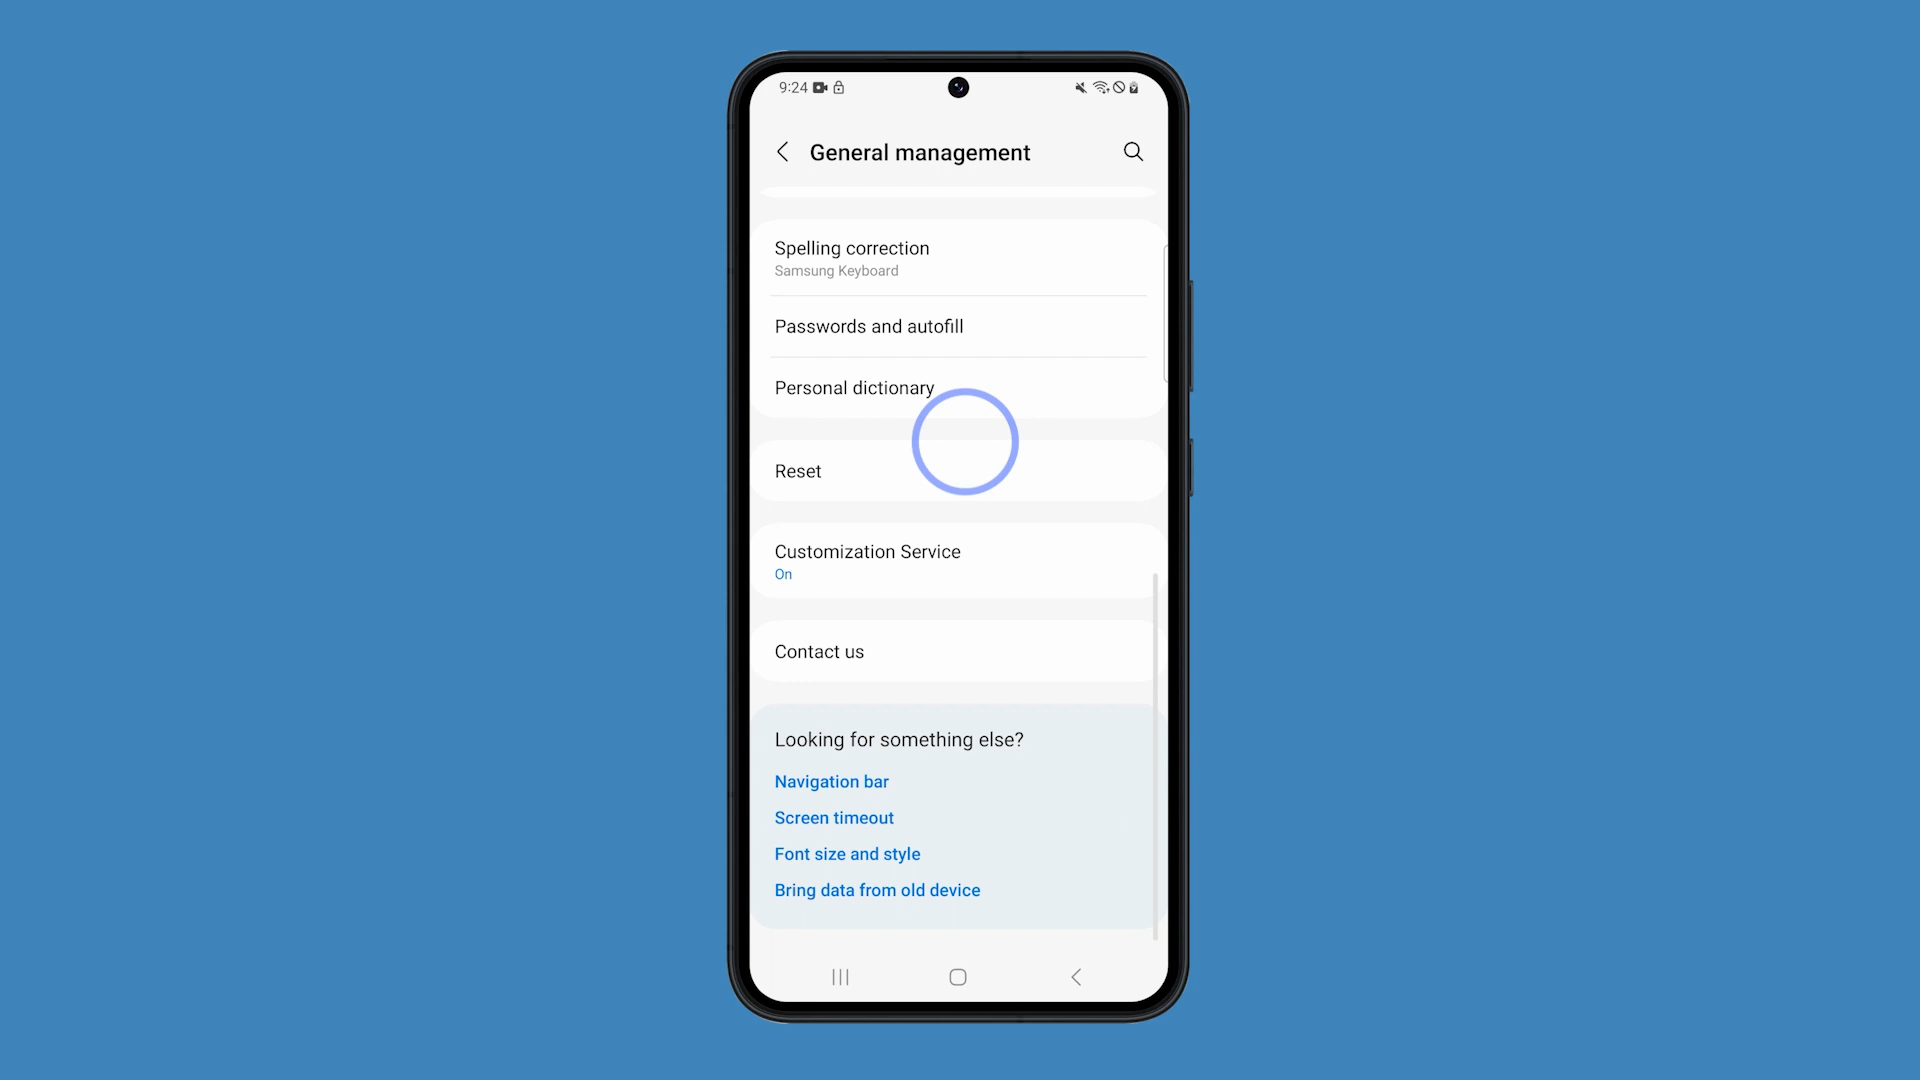 9:24
General management
Spelling correction
Samsung Keyboard
Passwords and autofill
Personal dictionary
Reset
Customization Service
On
Contact us
Looking for something else?
Navigation bar
Screen timeout
Font size and style
Bring data from old device